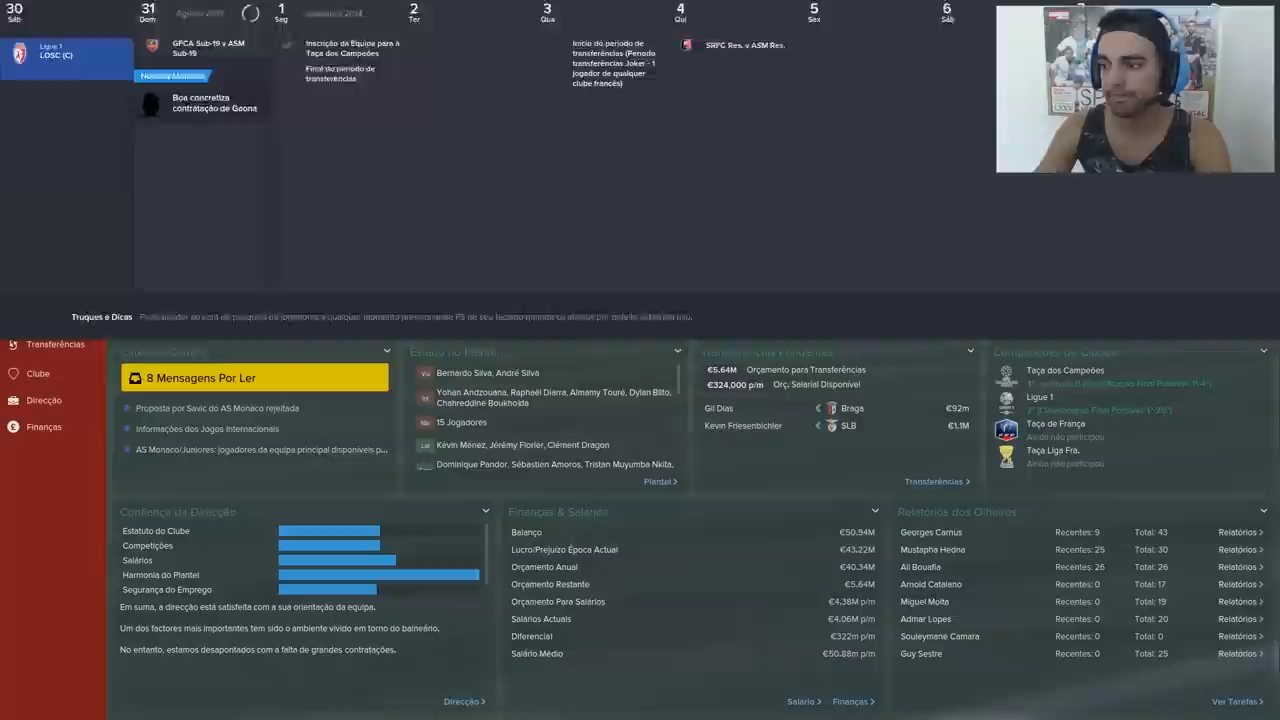 30
Sáb
31
Dom
Agosto
1
Seg
2
Ter
3
Qua
4
Qui
5
Sex
6
Sáb
Ligue 1
LOSC (C)
GFCA Sub-19 v ASM
Sub-19
Boa concretiza
contratação de Gaona
Inscrição da Equipa para a
Taça dos Campeões
Final do período de
transferências
Início do período de
transferências (Período
transferências Joker - 1
jogador de qualquer
clube francês)
SRFC Res. v ASM Res.
Truques e Dicas
Transferências
Clube
Direcção
Finanças
8 Mensagens Por Ler
Proposta por Savic do AS Monaco rejeitada
Informações dos Jogos Internacionais
AS Monaco/Juniores: jogadores da equipa principal disponíveis p...
Bernardo Silva, André Silva
Yohan Andzouana, Raphaël Diarra, Almamy Touré, Dylan Blito,
Chahreddine Boukholda
15 Jogadores
Kévin Ménez, Jérémy Florier, Clément Dragon
Dominique Pandor, Sébastien Amoros, Tristan Muyumba Nkita,
Plantel >
Transferências Pendentes
€5.64M Orçamento para Transferências
€324,000 p/m Orç. Salarial Disponível
Gil Dias Braga €92m
Kevin Friesenbichler SLB €1.1M
Transferências >
Competições de Clubes
Taça dos Campeões
Ligue 1
2º (Classificação Final Possível: 1º-20º)
Taça de França
Ainda não participou
Taça Liga Fra.
Ainda não participou
Confiança da Direcção
Estatuto do Clube
Competições
Salários
Harmonia do Plantel
Segurança do Emprego
Em suma, a direcção está satisfeita com a sua orientação da equipa.
Um dos factores mais importantes tem sido o ambiente vivido em torno do balneário.
No entanto, estamos desapontados com a falta de grandes contratações.
Direcção >
Finanças & Salários
Balanço €50.94M
Lucro/Prejuízo Época Actual €43.22M
Orçamento Anual €40.34M
Orçamento Restante €5.64M
Orçamento Para Salários €4.38M p/m
Salários Actuais €4.06M p/m
Diferencial €322m p/m
Salário Médio €50.88m p/m
Salário > Finanças >
Relatórios dos Olheiros
Georges Camus Recentes: 9 Total: 43 Relatórios >
Mustapha Hedna Recentes: 25 Total: 30 Relatórios >
Ali Bouafia Recentes: 26 Total: 26 Relatórios >
Arnold Catalano Recentes: 0 Total: 17 Relatórios >
Miguel Moita Recentes: 0 Total: 19 Relatórios >
Admar Lopes Recentes: 0 Total: 20 Relatórios >
Souleymane Camara Recentes: 0 Total: 0 Relatórios >
Guy Sestre Recentes: 0 Total: 25 Relatórios >
Ver Tarefas >